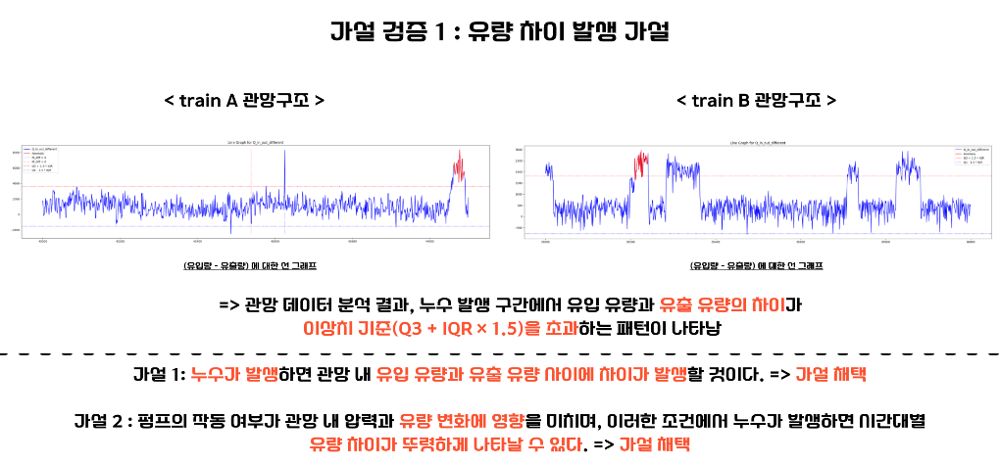 가설 검증 1 : 유량 차이 발생 가설
< train A 관망구조 >
< train B 관망구조 >
Line Graph for Q_in_out_different
Line Graph for Q_in_out_different
(유입량 - 유출량) 에 대한 선 그래프
(유입량 - 유출량) 에 대한 선 그래프
=> 관망 데이터 분석 결과, 누수 발생 구간에서 유입 유량과 유출 유량의 차이가
이상치 기준(Q3 + IQR × 1.5)을 초과하는 패턴이 나타남
가설 1: 누수가 발생하면 관망 내 유입 유량과 유출 유량 사이에 차이가 발생할 것이다. => 가설 채택
가설 2 : 펌프의 작동 여부가 관망 내 압력과 유량 변화에 영향을 미치며, 이러한 조건에서 누수가 발생하면 시간대별
유량 차이가 뚜렷하게 나타날 수 있다. => 가설 채택